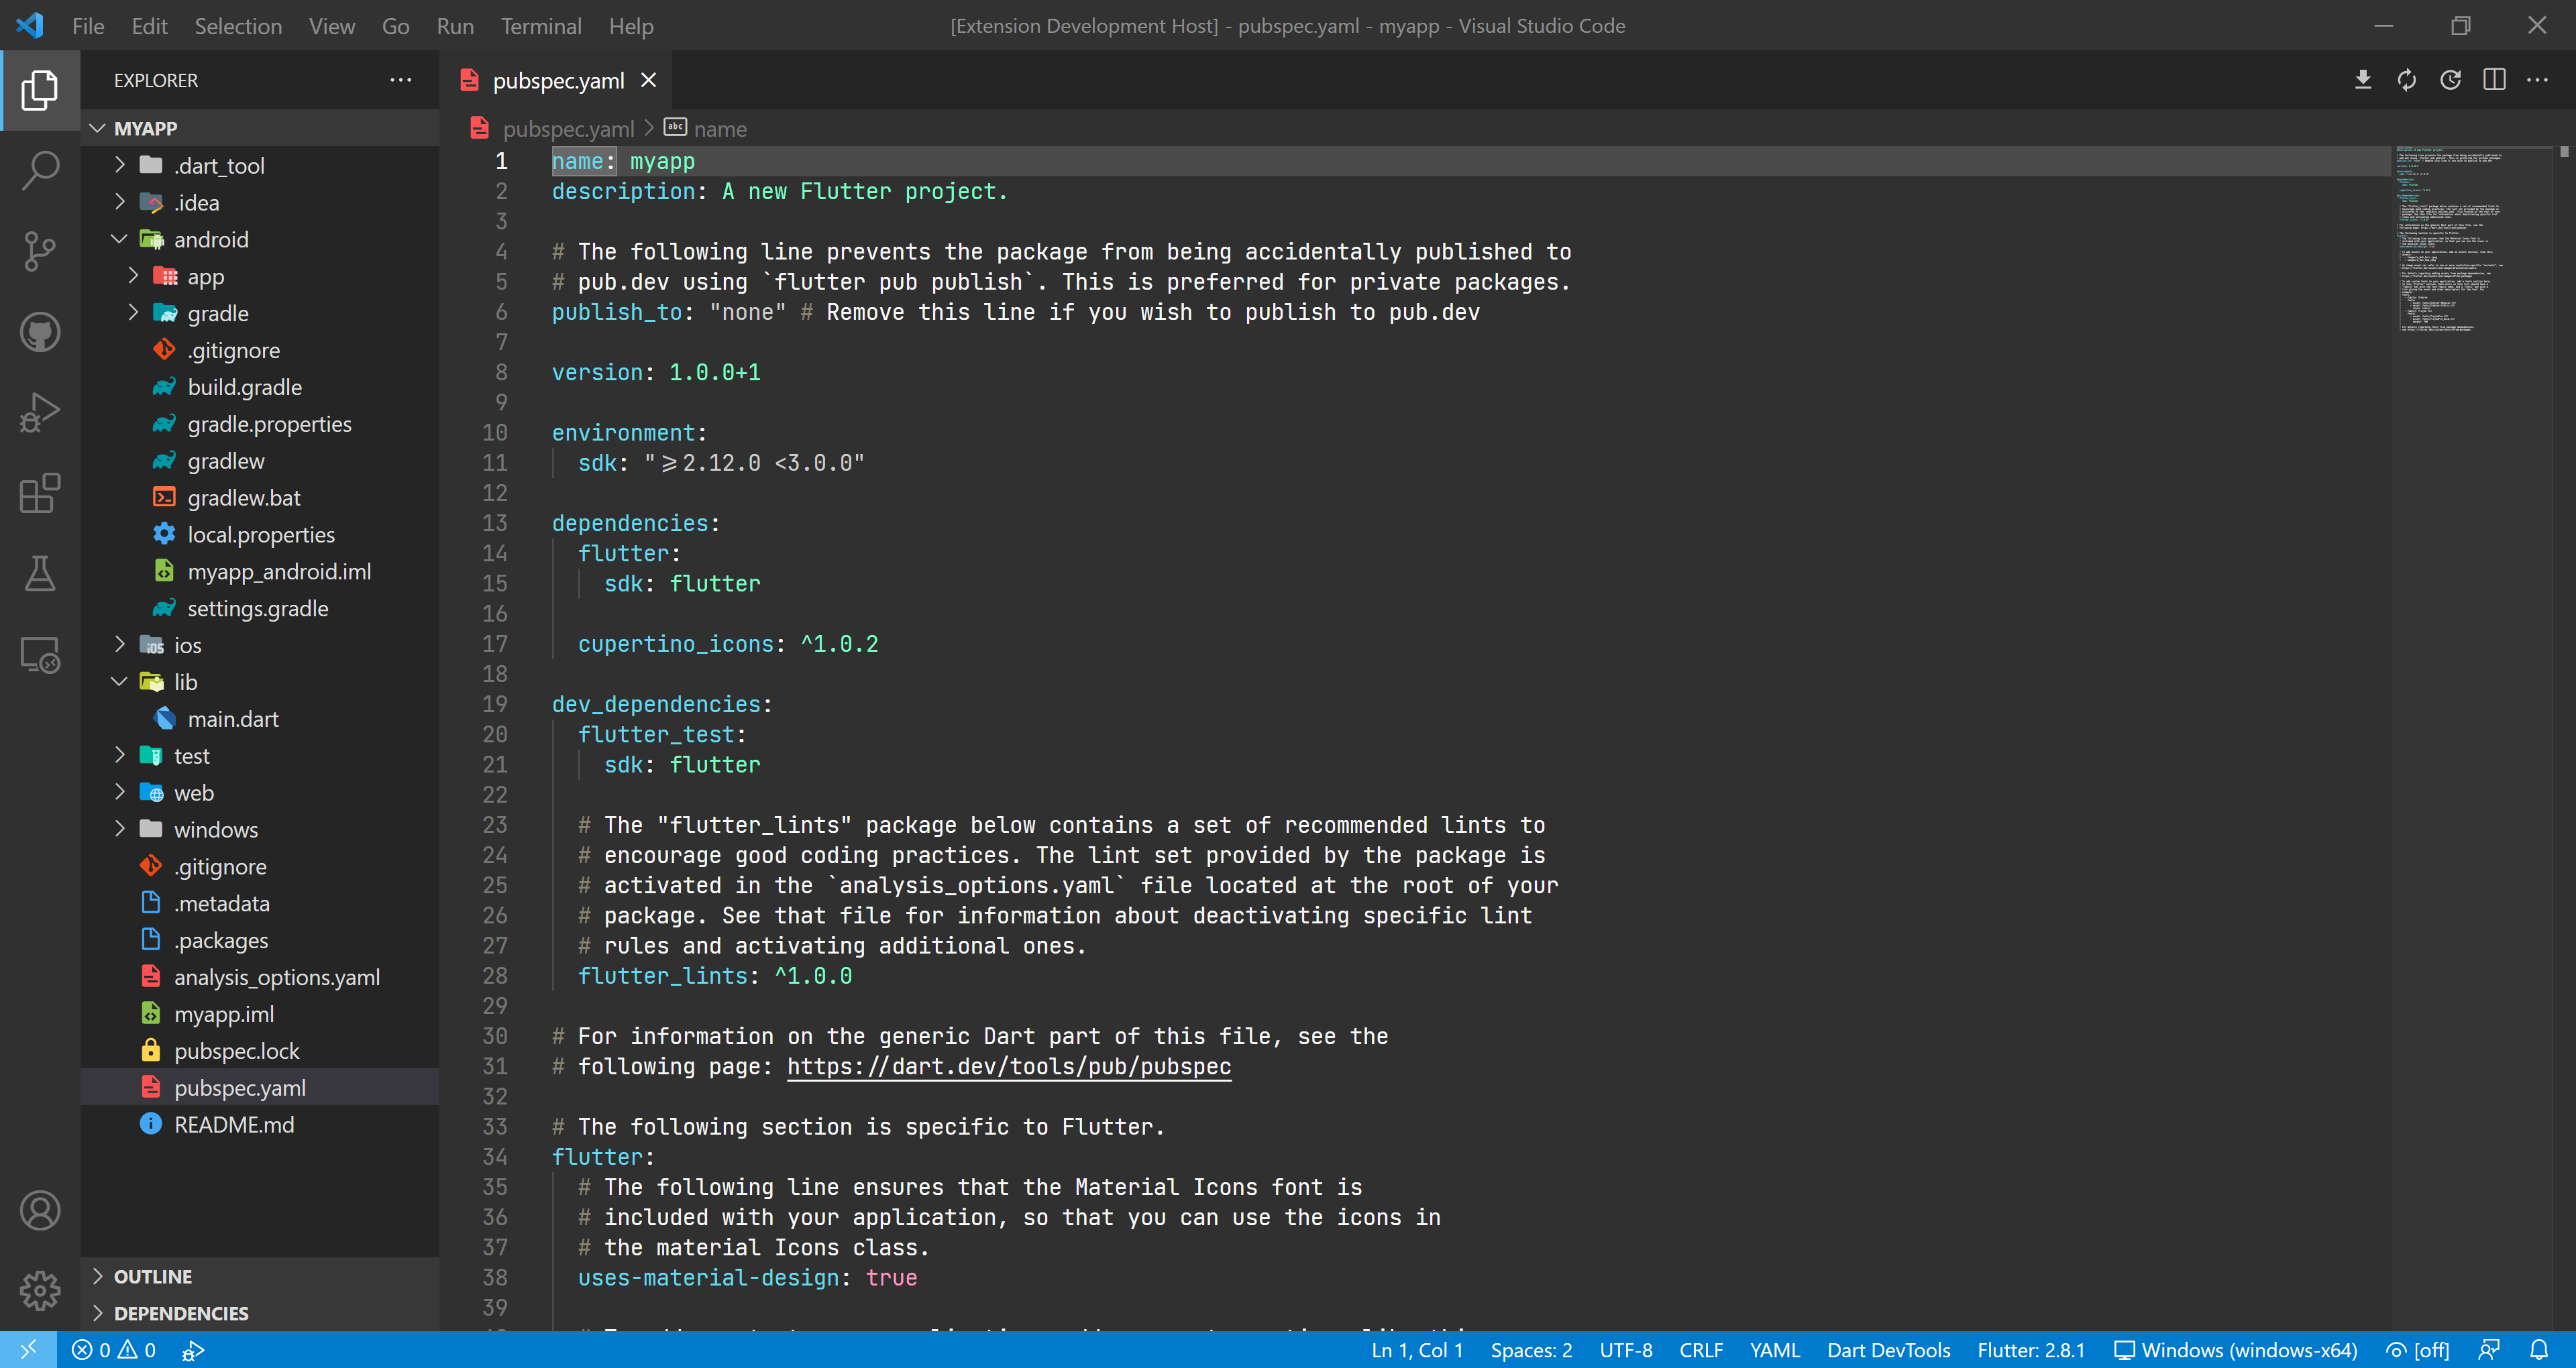 File Edit Selection View Go Run Terminal Help
[Extension Development Host] - pubspec.yaml - myapp - Visual Studio Code
EXPLORER
MYAPP
.dart_tool
.idea
android
app
gradle
.gitignore
build.gradle
gradle.properties
gradlew
gradlew.bat
local.properties
myapp_android.iml
settings.gradle
ios
lib
main.dart
test
web
windows
.gitignore
.metadata
.packages
analysis_options.yaml
myapp.iml
pubspec.lock
pubspec.yaml
README.md
OUTLINE
DEPENDENCIES
pubspec.yaml
pubspec.yaml > abc name
1 name: myapp
2 description: A new Flutter project.
3
4 # The following line prevents the package from being accidentally published to
5 # pub.dev using `flutter pub publish`. This is preferred for private packages.
6 publish_to: "none" # Remove this line if you wish to publish to pub.dev
7
8 version: 1.0.0+1
9
10 environment:
11 sdk: ">=2.12.0 <3.0.0"
12
13 dependencies:
14 flutter:
15 sdk: flutter
16
17 cupertino_icons: ^1.0.2
18
19 dev_dependencies:
20 flutter_test:
21 sdk: flutter
22
23 # The "flutter_lints" package below contains a set of recommended lints to
24 # encourage good coding practices. The lint set provided by the package is
25 # activated in the `analysis_options.yaml` file located at the root of your
26 # package. See that file for information about deactivating specific lint
27 # rules and activating additional ones.
28 flutter_lints: ^1.0.0
29
30 # For information on the generic Dart part of this file, see the
31 # following page: https://dart.dev/tools/pub/pubspec
32
33 # The following section is specific to Flutter.
34 flutter:
35 # The following line ensures that the Material Icons font is
36 # included with your application, so that you can use the icons in
37 # the material Icons class.
38 uses-material-design: true
39
0 0 Ln 1, Col 1 Spaces: 2 UTF-8 CRLF YAML Dart DevTools Flutter: 2.8.1 Windows (windows-x64) [off]